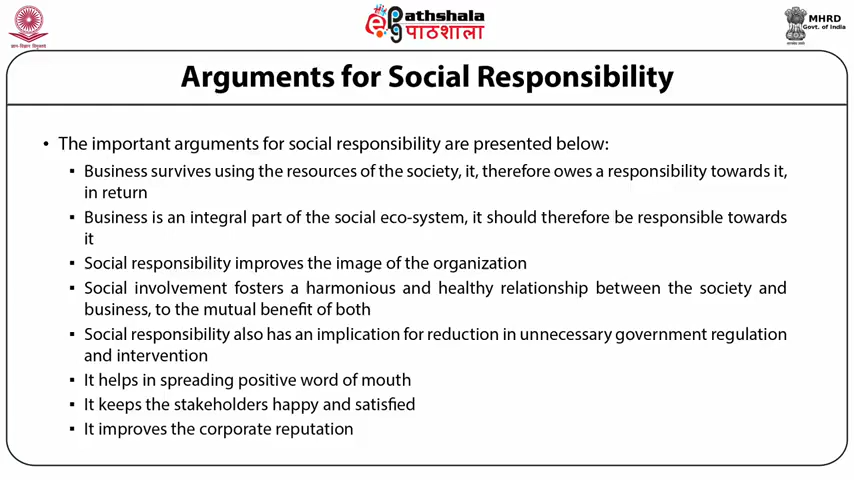 ज्ञान-विज्ञान विमुक्तये
e Pathshala
pg पाठशाला
MHRD
Govt. of India
Arguments for Social Responsibility
• The important arguments for social responsibility are presented below:
▪ Business survives using the resources of the society, it, therefore owes a responsibility towards it,
in return
▪ Business is an integral part of the social eco-system, it should therefore be responsible towards
it
▪ Social responsibility improves the image of the organization
▪ Social involvement fosters a harmonious and healthy relationship between the society and
business, to the mutual benefit of both
▪ Social responsibility also has an implication for reduction in unnecessary government regulation
and intervention
▪ It helps in spreading positive word of mouth
▪ It keeps the stakeholders happy and satisfied
▪ It improves the corporate reputation